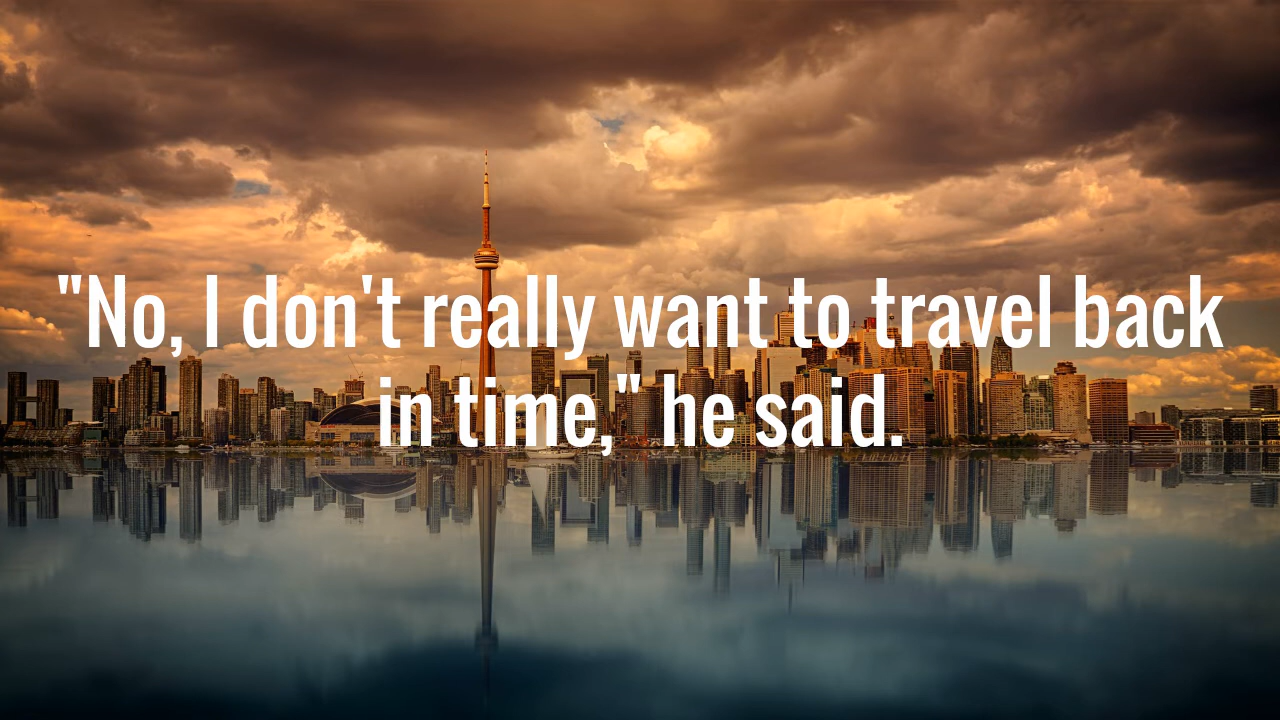 "No, I don't really want to travel back
in time," he said.